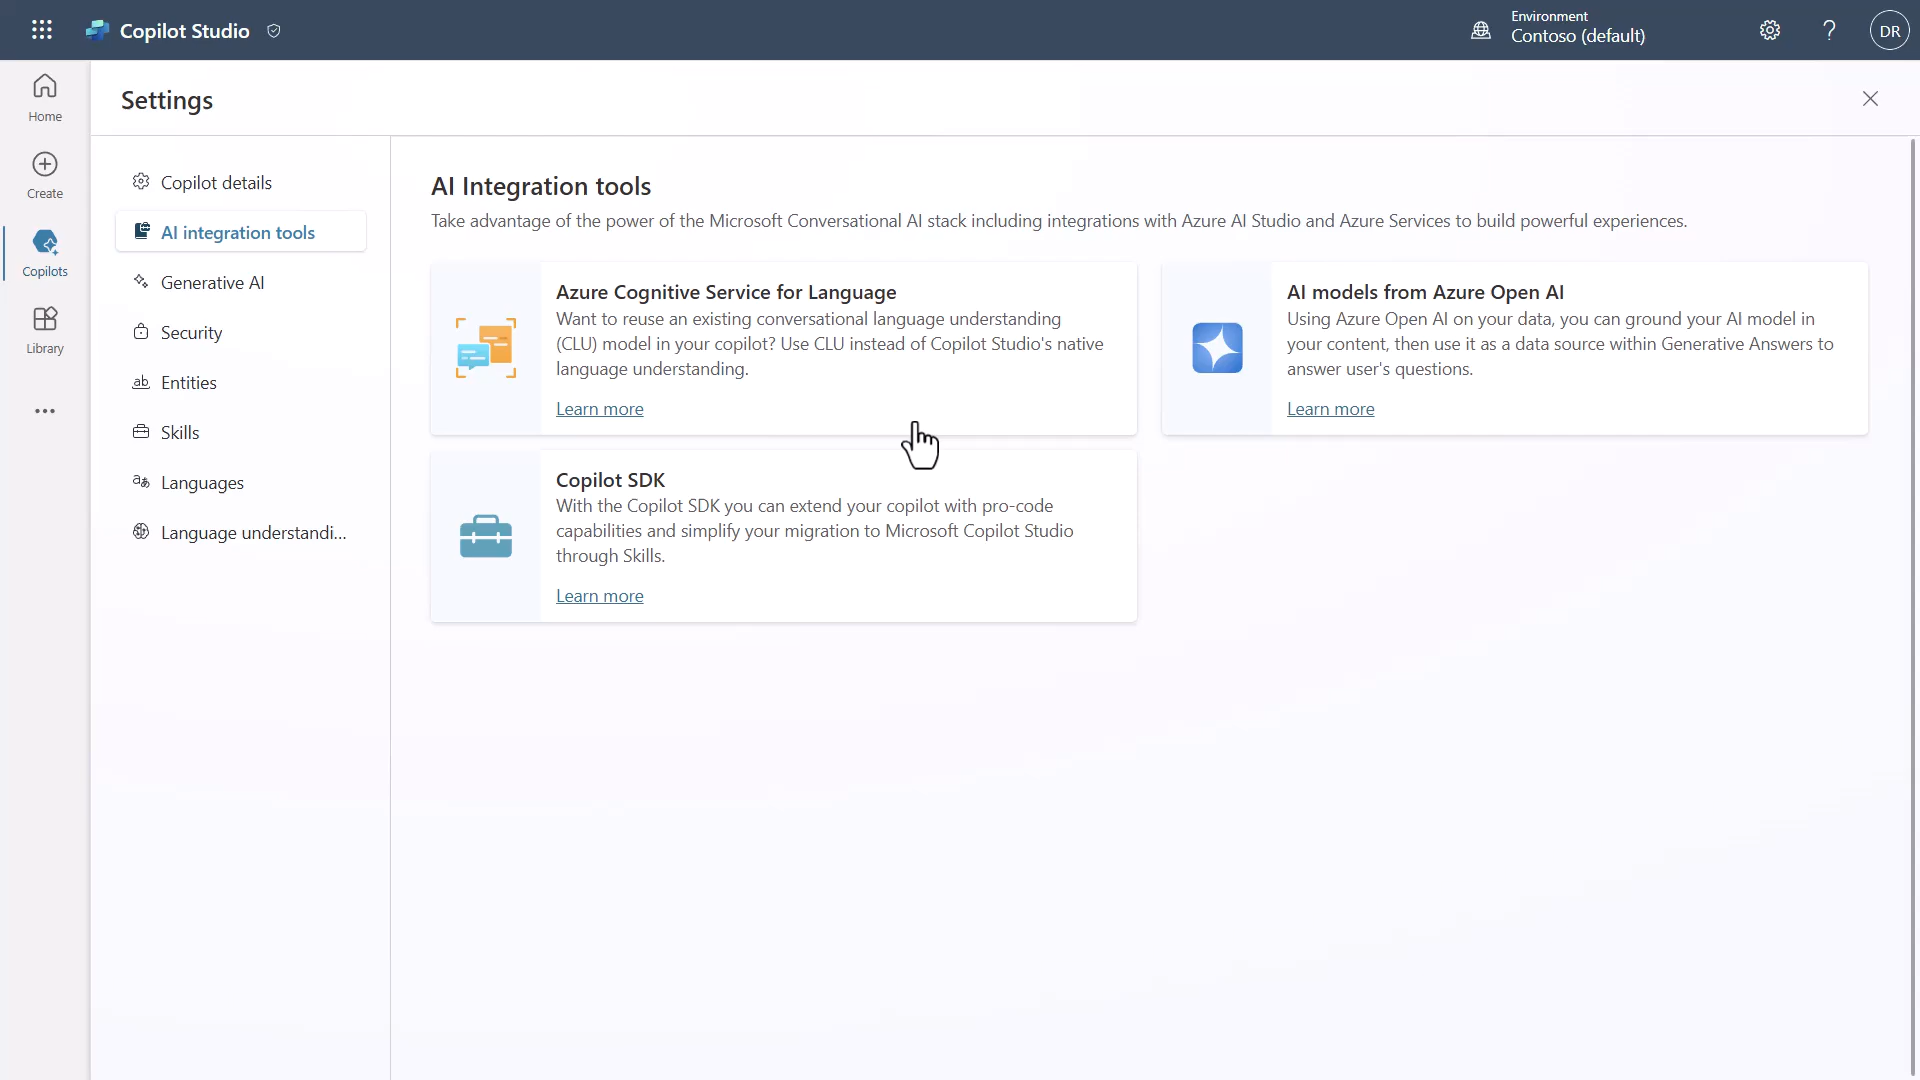 Copilot Studio
Environment
Contoso (default)
DR
Home
Create
Copilots
Library
Settings
Copilot details
AI integration tools
Generative AI
Security
Entities
Skills
Languages
Language understandi...
AI Integration tools
Take advantage of the power of the Microsoft Conversational AI stack including integrations with Azure AI Studio and Azure Services to build powerful experiences.
Azure Cognitive Service for Language
Want to reuse an existing conversational language understanding
(CLU) model in your copilot? Use CLU instead of Copilot Studio's native
language understanding.
Learn more
AI models from Azure Open AI
Using Azure Open AI on your data, you can ground your AI model in
your content, then use it as a data source within Generative Answers to
answer user's questions.
Learn more
Copilot SDK
With the Copilot SDK you can extend your copilot with pro-code
capabilities and simplify your migration to Microsoft Copilot Studio
through Skills.
Learn more